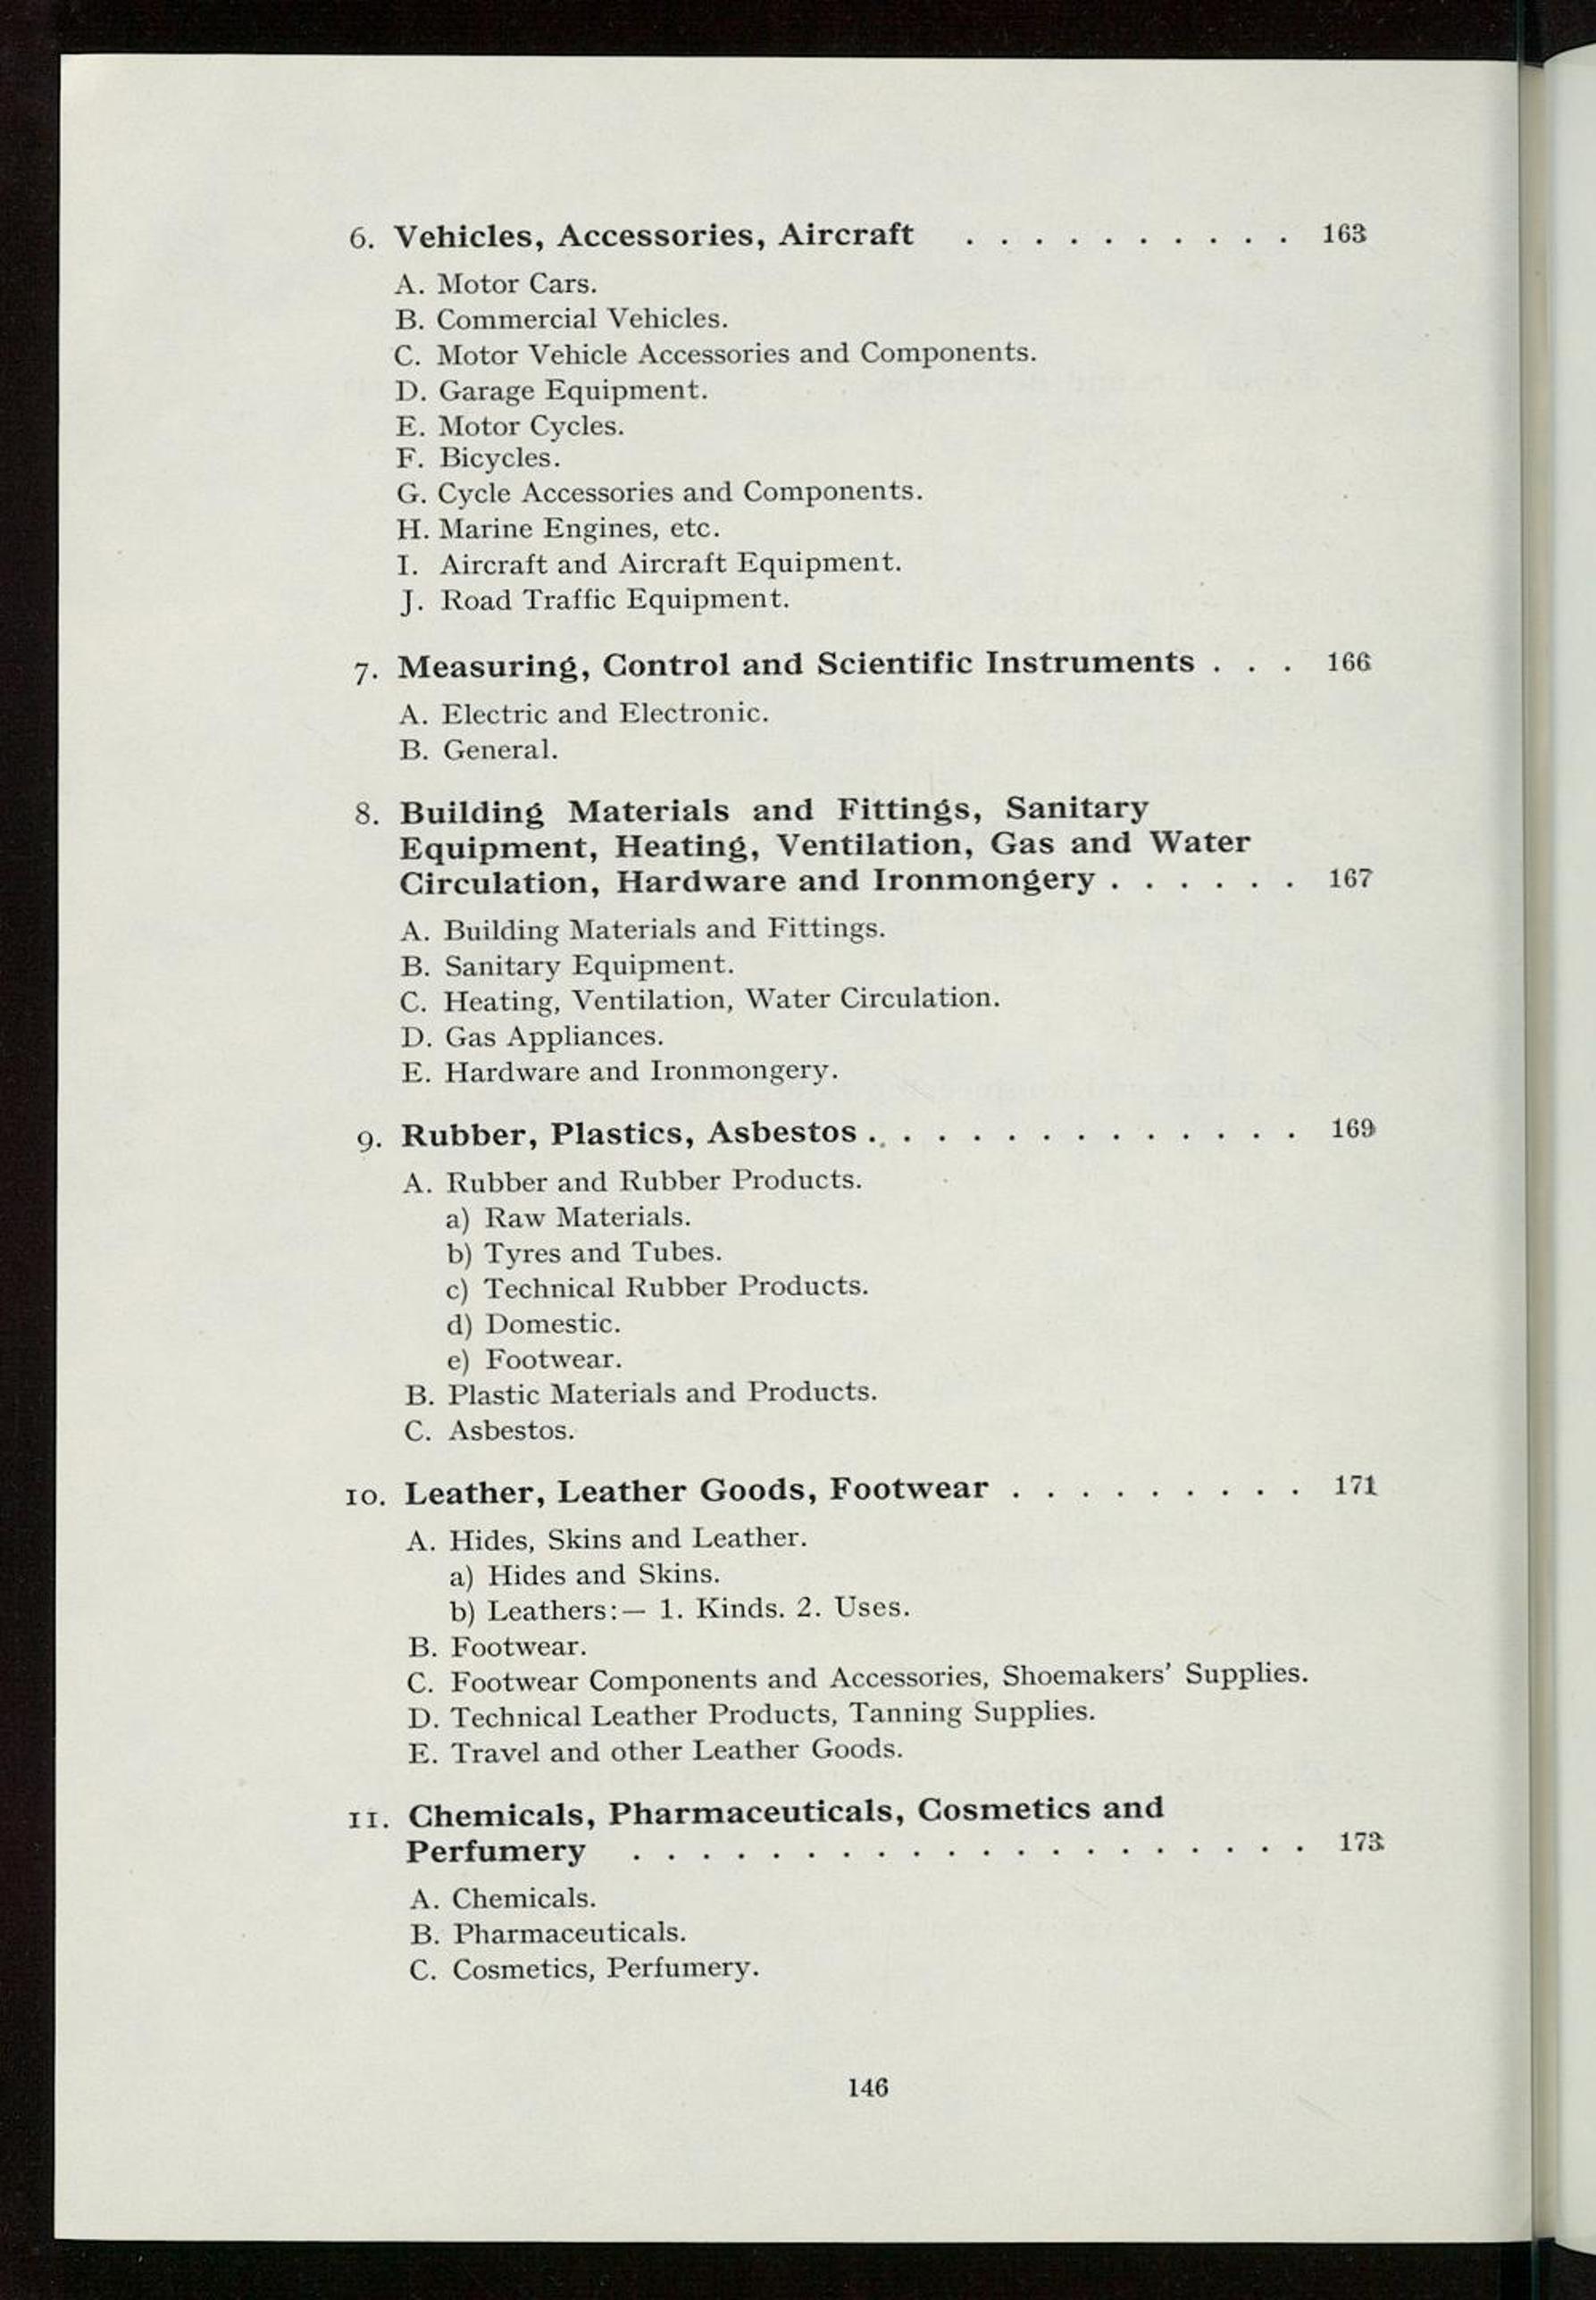 6. Vehicles, Accessories, Aircraft . . . . . . . . . . 163
A. Motor Cars.
B. Commercial Vehicles.
C. Motor Vehicle Accessories and Components.
D. Garage Equipment.
E. Motor Cycles.
F. Bicycles.
G. Cycle Accessories and Components.
H. Marine Engines, etc.
I. Aircraft and Aircraft Equipment.
J. Road Traffic Equipment.
7. Measuring, Control and Scientific Instruments . . . 166
A. Electric and Electronic.
B. General.
8. Building Materials and Fittings, Sanitary
Equipment, Heating, Ventilation, Gas and Water
Circulation, Hardware and Ironmongery . . . . . . 167
A. Building Materials and Fittings.
B. Sanitary Equipment.
C. Heating, Ventilation, Water Circulation.
D. Gas Appliances.
E. Hardware and Ironmongery.
9. Rubber, Plastics, Asbestos . . . . . . . . . . . . . 169
A. Rubber and Rubber Products.
a) Raw Materials.
b) Tyres and Tubes.
c) Technical Rubber Products.
d) Domestic.
e) Footwear.
B. Plastic Materials and Products.
C. Asbestos.
10. Leather, Leather Goods, Footwear . . . . . . . . . 171
A. Hides, Skins and Leather.
a) Hides and Skins.
b) Leathers:— 1. Kinds. 2. Uses.
B. Footwear.
C. Footwear Components and Accessories, Shoemakers' Supplies.
D. Technical Leather Products, Tanning Supplies.
E. Travel and other Leather Goods.
11. Chemicals, Pharmaceuticals, Cosmetics and
Perfumery . . . . . . . . . . . . . . . . . . . . 173
A. Chemicals.
B. Pharmaceuticals.
C. Cosmetics, Perfumery.
146